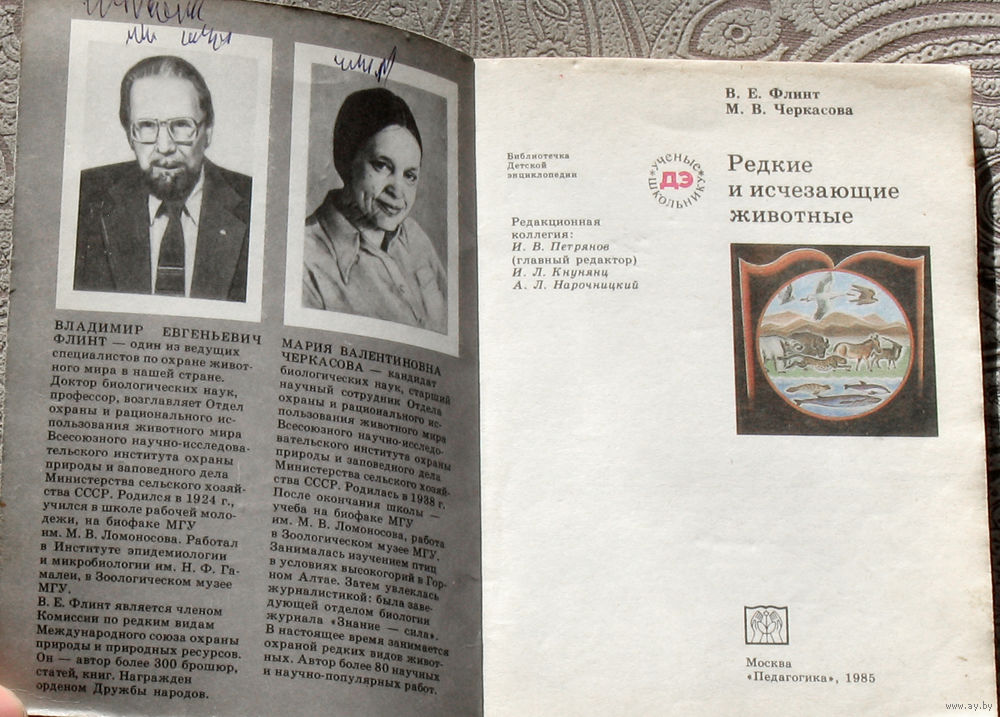 ВЛАДИМИР ЕВГЕНЬЕВИЧ
ФЛИНТ — один из ведущих
специалистов по охране живот-
ного мира в нашей стране.
Доктор биологических наук,
профессор, возглавляет Отдел
охраны и рационального ис-
пользования животного мира
Всесоюзного научно-исследова-
тельского института охраны
природы и заповедного дела
Министерства сельского хозяй-
ства СССР. Родился в 1924 г.,
учился в школе рабочей моло-
дежи, на биофаке МГУ
им. М. В. Ломоносова. Работал
в Институте эпидемиологии
и микробиологии им. Н. Ф. Га-
малеи, в Зоологическом музее
МГУ.
В. Е. Флинт является членом
Комиссии по редким видам
Международного союза охраны
природы и природных ресурсов.
Он — автор более 300 брошюр,
статей, книг. Награжден
орденом Дружбы народов.
МАРИЯ ВАЛЕНТИНОВНА
ЧЕРКАСОВА — кандидат
биологических наук, старший
научный сотрудник Отдела
охраны и рационального ис-
пользования животного мира
Всесоюзного научно-исследо-
вательского института охраны
природы и заповедного дела
Министерства сельского хозяй-
ства СССР. Родилась в 1938 г.
После окончания школы —
учеба на биофаке МГУ
им. М. В. Ломоносова, работа
в Зоологическом музее МГУ.
Занималась изучением птиц
в условиях высокогорий в Гор-
ном Алтае. Затем увлеклась
журналистикой: была заве-
дующей отделом биологии
журнала «Знание — сила».
В настоящее время занимается
охраной редких видов живот-
ных. Автор более 80 научных
и научно-популярных работ.
В. Е. Флинт
М. В. Черкасова
Библиотечка
Детской
энциклопедии
УЧЕНЫЕ
ШКОЛЬНИКУ
ДЭ
Редкие
и исчезающие
животные
Редакционная
коллегия:
И. В. Петрянов
(главный редактор)
И. Л. Кнунянц
А. Л. Нарочницкий
Москва
«Педагогика», 1985
www.ay.by